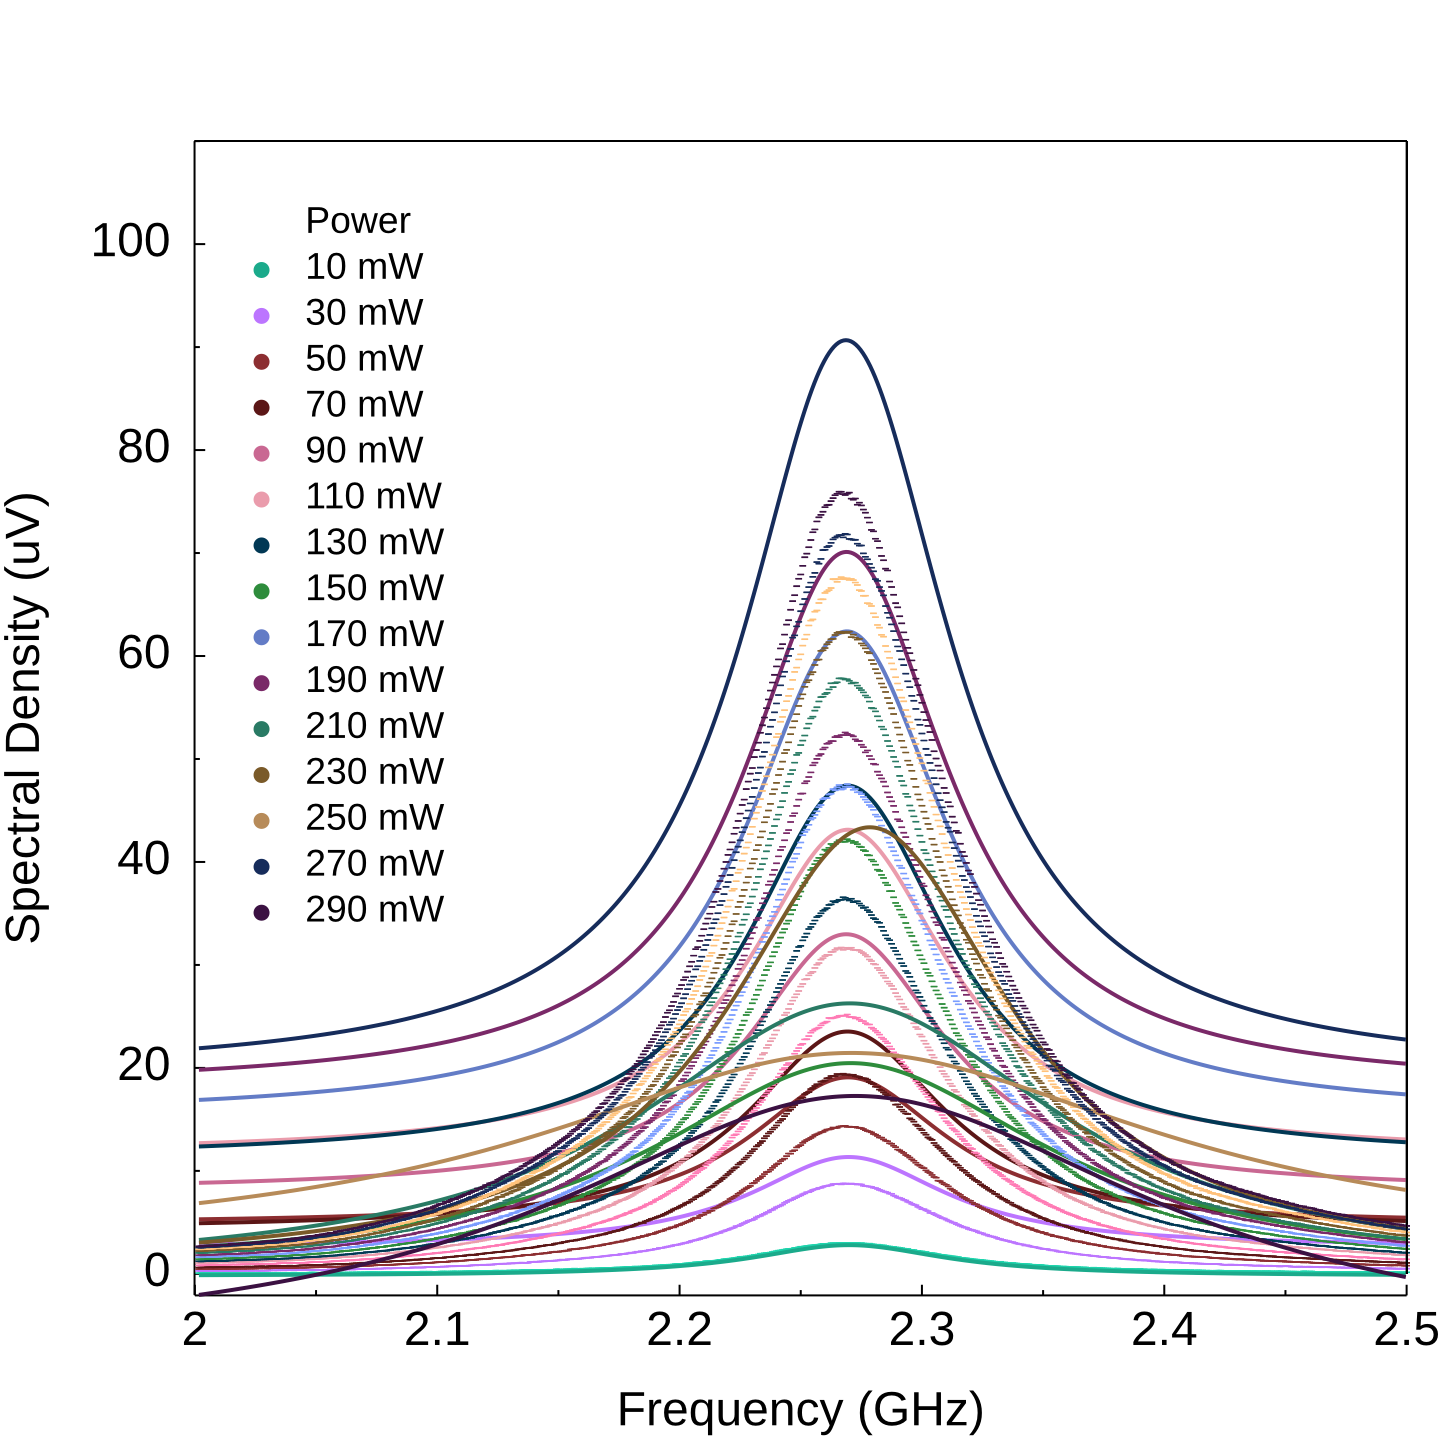 Power
10 mW
30 mW
50 mW
70 mW
90 mW
110 mW
130 mW
150 mW
170 mW
190 mW
210 mW
230 mW
250 mW
270 mW
290 mW
100
80
60
40
20
0
Spectral Density (uV)
2 2.1 2.2 2.3 2.4 2.5
Frequency (GHz)